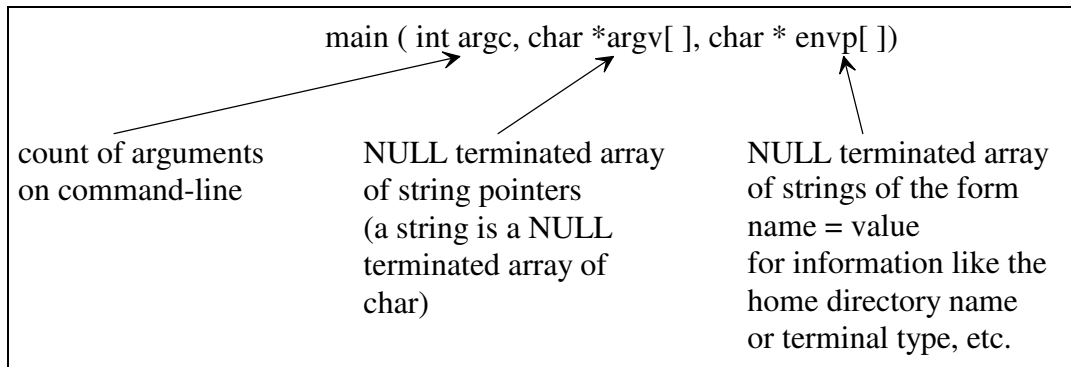 main ( int argc, char *argv[ ], char * envp[ ])
count of arguments
on command-line
NULL terminated array
of string pointers
(a string is a NULL
terminated array of
char)
NULL terminated array
of strings of the form
name = value
for information like the
home directory name
or terminal type, etc.